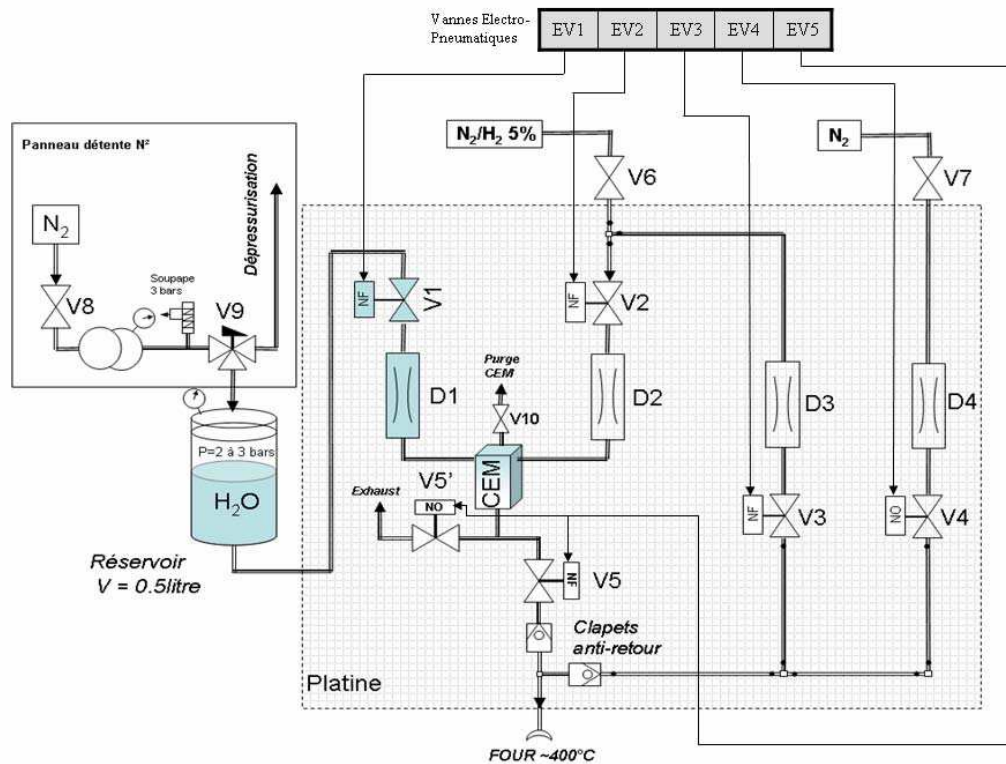 Vannes Electro-
Pneumatiques
EV1 EV2 EV3 EV4 EV5
Panneau détente N²
Dépressurisation
N₂/H₂ 5%
N₂
V6
V7
N₂
Soupape
3 bars
V8
V9
NF
V1
NF
V2
P=2 à 3 bars
H₂O
Réservoir
V = 0.5litre
D1
D2
D3
D4
Purge
CEM
V10
CEM
Exhaust
V5'
NO
NF
V3
NO
V4
NF
V5
Clapets
anti-retour
Platine
FOUR ~400°C